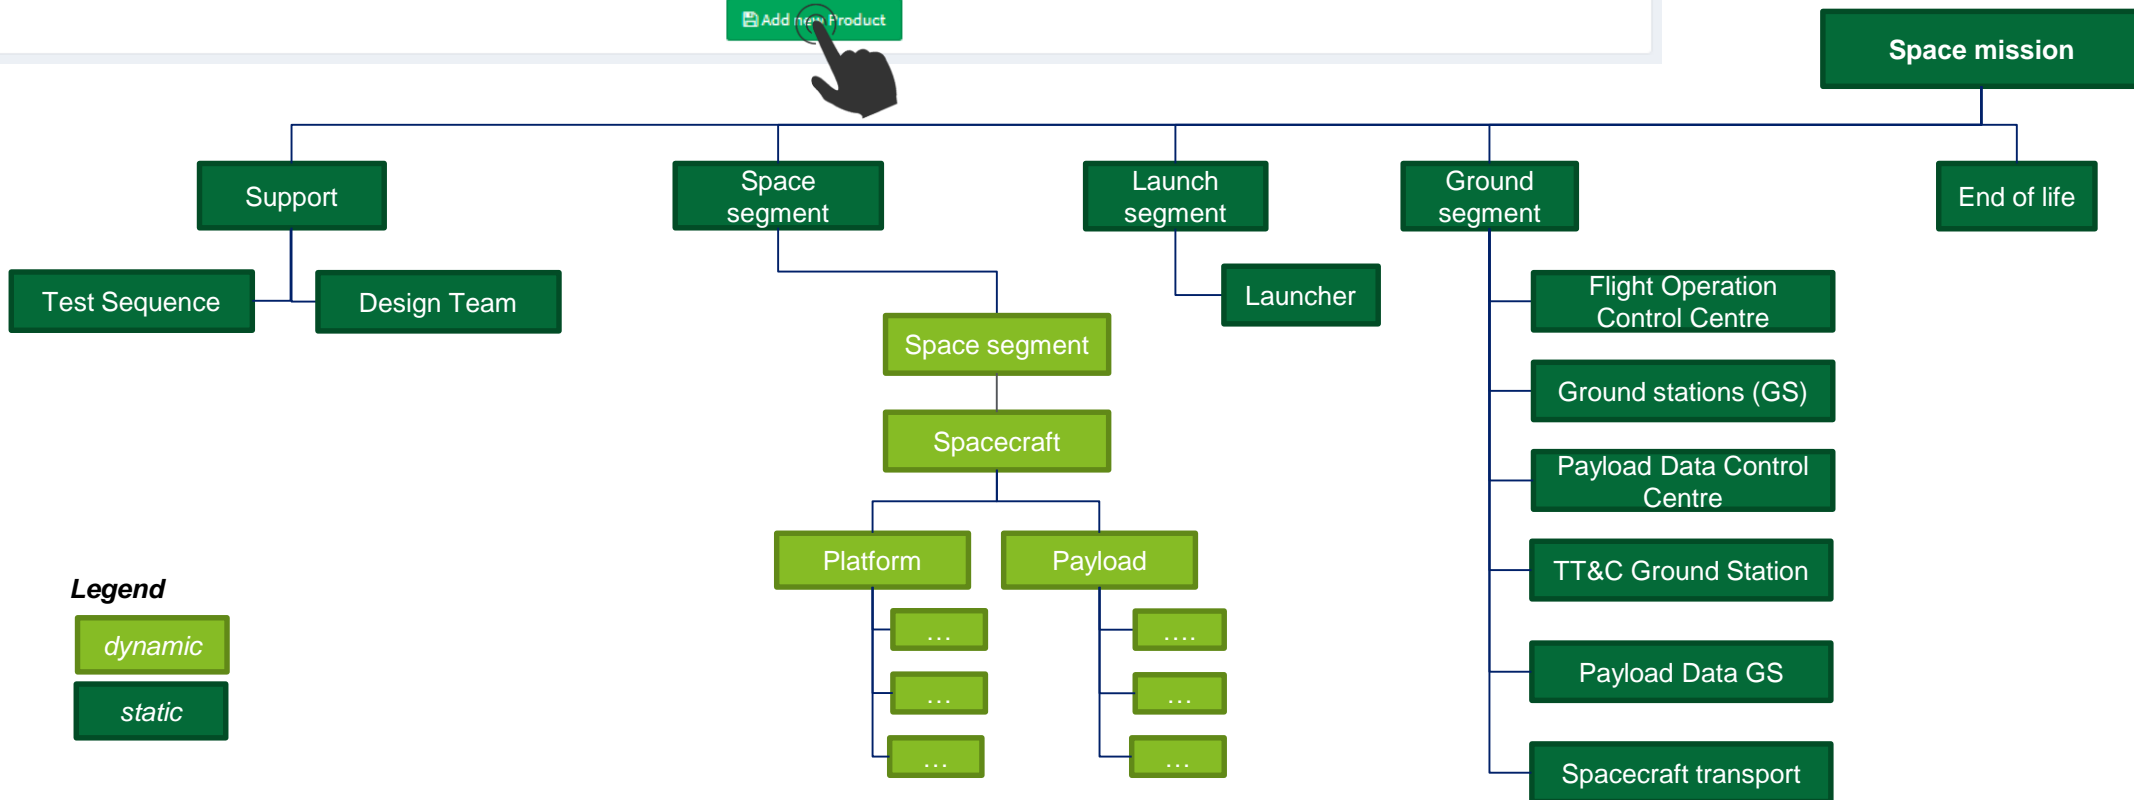 Add new Product
Space mission
Support
Space
segment
Launch
segment
Ground
segment
End of life
Test Sequence
Design Team
Launcher
Flight Operation
Control Centre
Space segment
Ground stations (GS)
Spacecraft
Payload Data Control
Centre
Platform
Payload
TT&C Ground Station
Legend
dynamic
static
…
…
…
….
…
…
Payload Data GS
Spacecraft transport